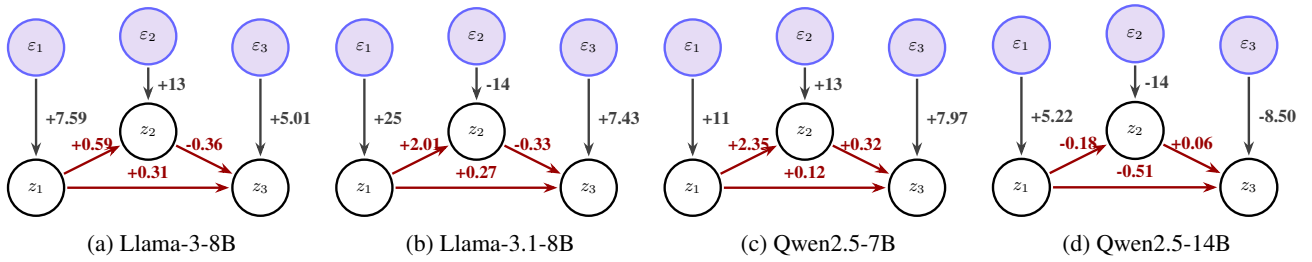 ε₁ ε₂ ε₃ ε₁ ε₂ ε₃ ε₁ ε₂ ε₃ ε₁ ε₂ ε₃
+13 -14 +13 -14
+7.59 +5.01 +25 +7.43 +11 +7.97 +5.22 -8.50
z₂ z₂ z₂ z₂
+0.59 -0.36 +2.01 -0.33 +2.35 +0.32 -0.18 +0.06
+0.31 +0.27 +0.12 -0.51
z₁ z₃ z₁ z₃ z₁ z₃ z₁ z₃
(a) Llama-3-8B (b) Llama-3.1-8B (c) Qwen2.5-7B (d) Qwen2.5-14B